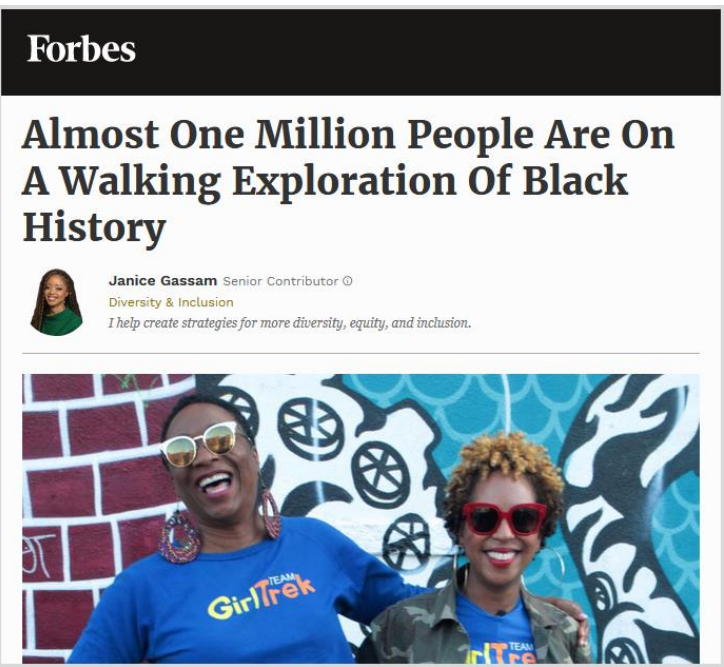 Forbes
Almost One Million People Are On
A Walking Exploration Of Black
History
Janice Gassam Senior Contributor
Diversity & Inclusion
I help create strategies for more diversity, equity, and inclusion.
TEAM
GirlTrek
TEAM